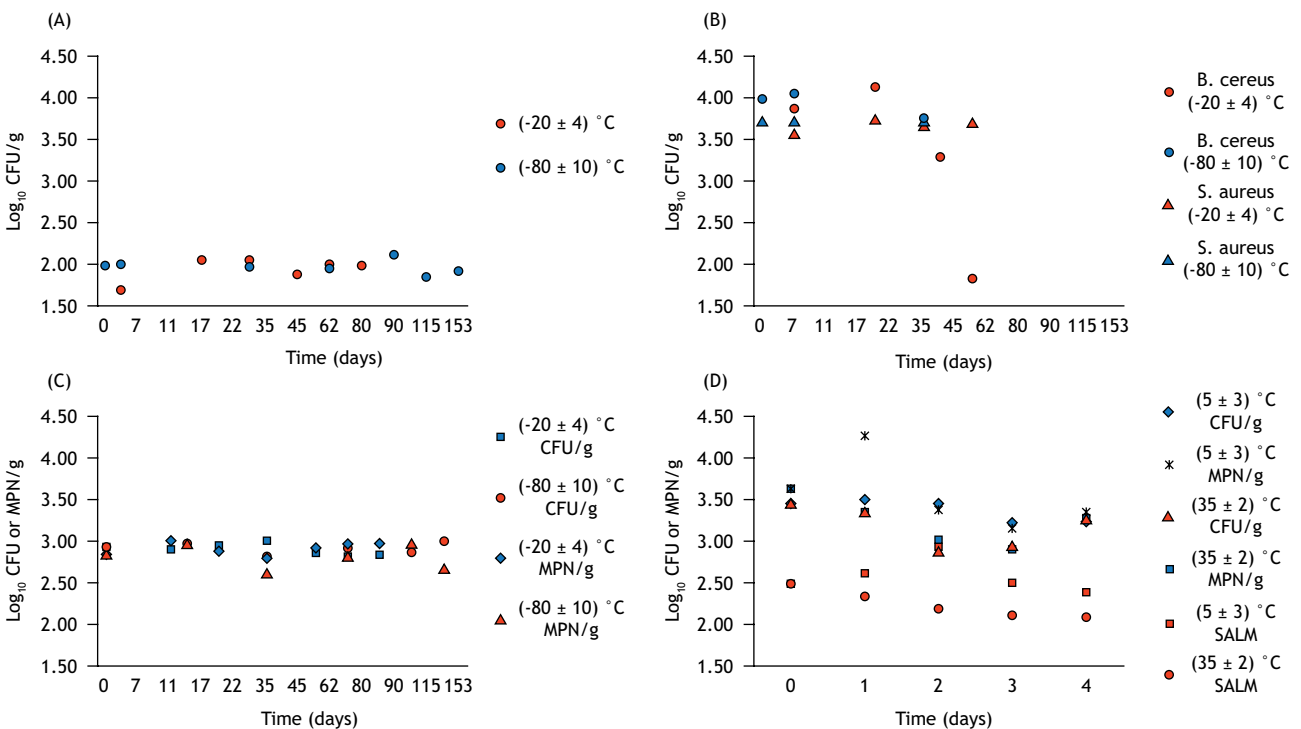 (A)
4.50
4.00
3.50
3.00
2.50
2.00
1.50
Log10 CFU/g
0 7 11 17 22 35 45 62 80 90 115 153
Time (days)
(-20 ± 4) °C
(-80 ± 10) °C
(B)
4.50
4.00
3.50
3.00
2.50
2.00
1.50
Log10 CFU/g
0 7 11 17 22 35 45 62 80 90 115 153
Time (days)
B. cereus
(-20 ± 4) °C
B. cereus
(-80 ± 10) °C
S. aureus
(-20 ± 4) °C
S. aureus
(-80 ± 10) °C
(C)
4.50
4.00
3.50
3.00
2.50
2.00
1.50
Log10 CFU or MPN/g
0 7 11 17 22 35 45 62 80 90 115 153
Time (days)
(-20 ± 4) °C
CFU/g
(-80 ± 10) °C
CFU/g
(-20 ± 4) °C
MPN/g
(-80 ± 10) °C
MPN/g
(D)
4.50
4.00
3.50
3.00
2.50
2.00
1.50
Log10 CFU or MPN/g
0 1 2 3 4
Time (days)
(5 ± 3) °C
CFU/g
(5 ± 3) °C
MPN/g
(35 ± 2) °C
CFU/g
(35 ± 2) °C
MPN/g
(5 ± 3) °C
SALM
(35 ± 2) °C
SALM